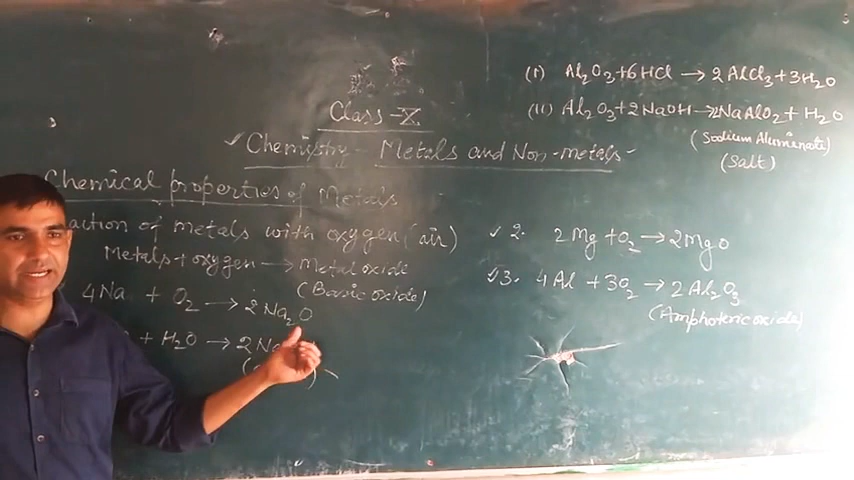 Class-X
✓Chemistry- Metals and Non-metals-
Chemical properties of Metals
action of metals with oxygen (air)
Metals + oxygen → Metal oxide
(Basic oxide)
4Na + O₂ → 2Na₂O
+ H₂O → 2Na
✓ 2. 2Mg + O₂ → 2MgO
✓3. 4Al + 3O₂ → 2Al₂O₃
(Amphoteric oxide)
(i) Al₂O₃+6HCl → 2AlCl₃+3H₂O
(ii) Al₂O₃+2NaOH → 2NaAlO₂+H₂O
(Sodium Alumenate)
(Salt)